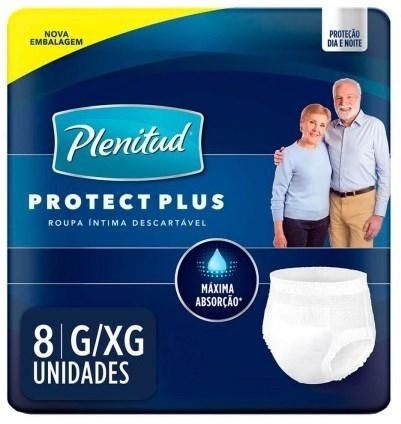 NOVA
EMBALAGEM
PROTEÇÃO
DIA E NOITE
Plenitud
PROTECT PLUS
ROUPA ÍNTIMA DESCARTÁVEL
MÁXIMA
ABSORÇÃO*
8 | G/XG
UNIDADES